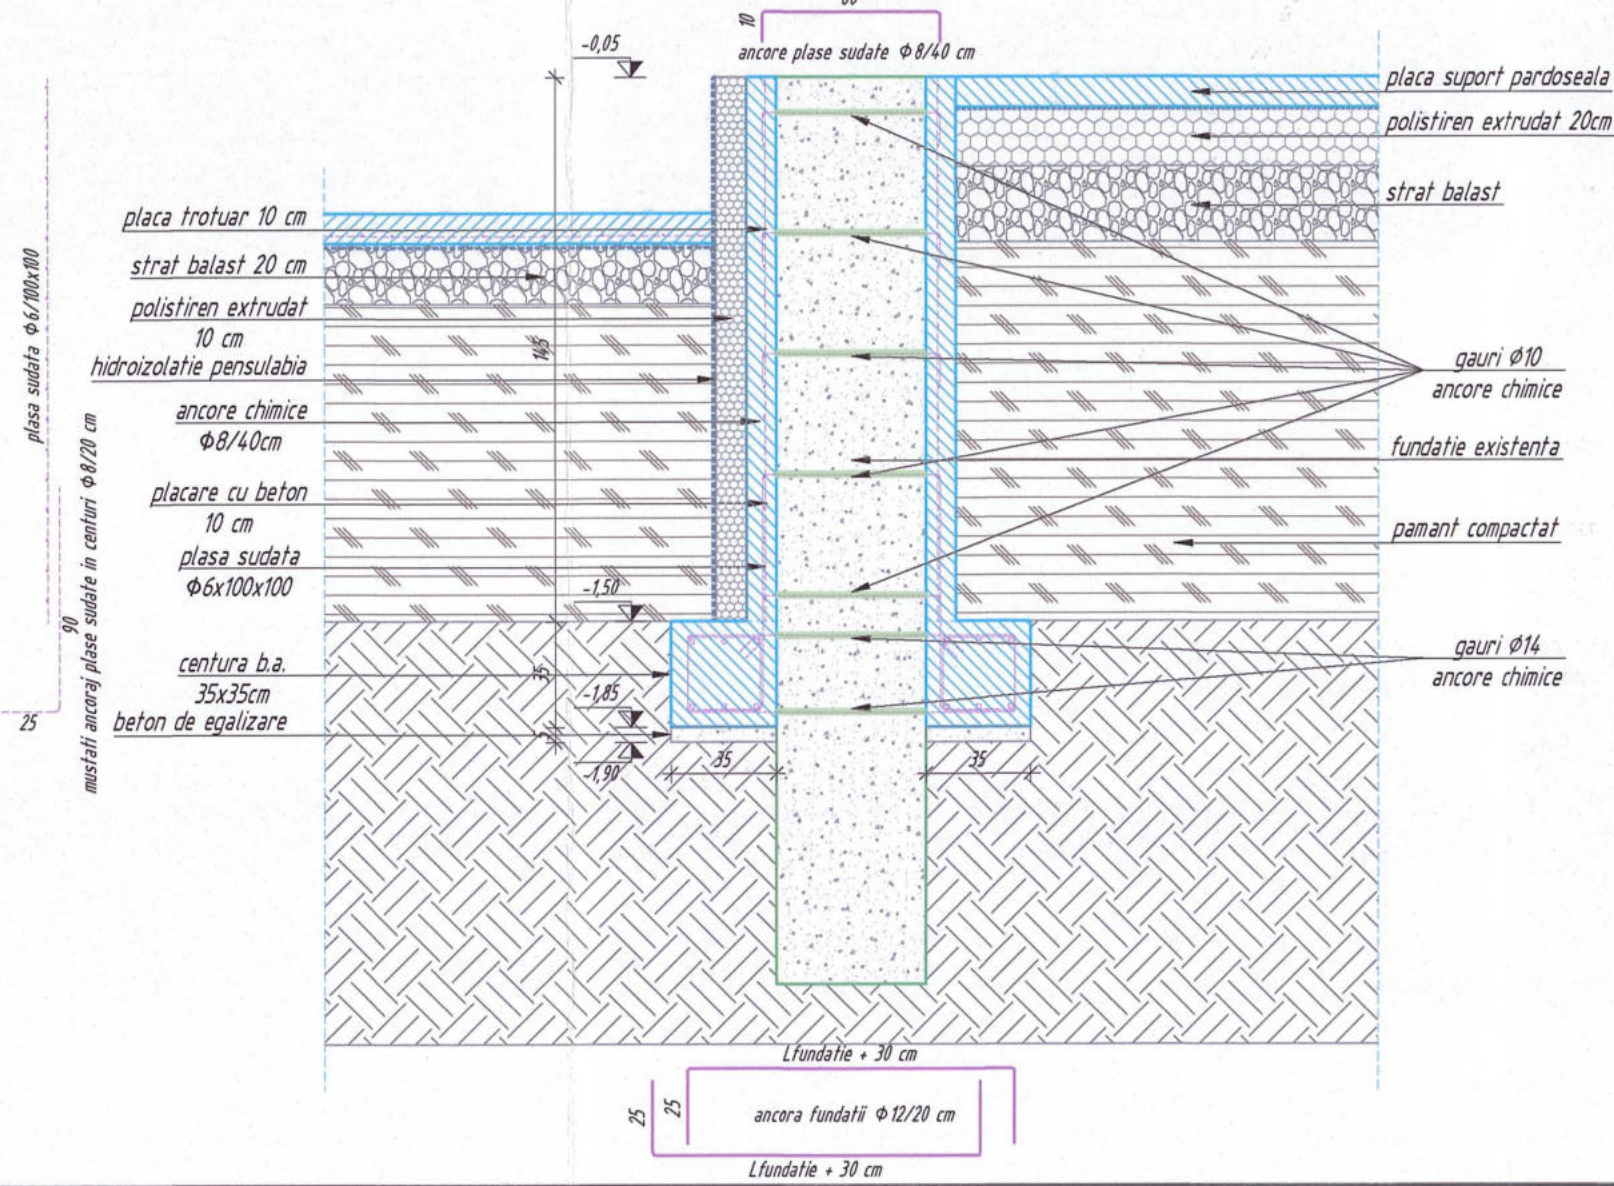 10
ancore plase sudate Φ8/40 cm
-0,05
placa suport pardoseala
polistiren extrudat 20cm
strat balast
placa trotuar 10 cm
strat balast 20 cm
polistiren extrudat
10 cm
hidroizolatie pensulabia
ancore chimice
Φ8/40cm
placare cu beton
10 cm
plasa sudata
Φ6x100x100
centura b.a.
35x35cm
beton de egalizare
plasa sudata Φ6/100x100
90
mustati ancoraj plase sudate in centuri Φ8/20 cm
25
145
-1,50
35
-1,85
5
-1,90
35
35
gauri Φ10
ancore chimice
fundatie existenta
pamant compactat
gauri Φ14
ancore chimice
Lfundatie + 30 cm
25
25
ancora fundatii Φ12/20 cm
Lfundatie + 30 cm